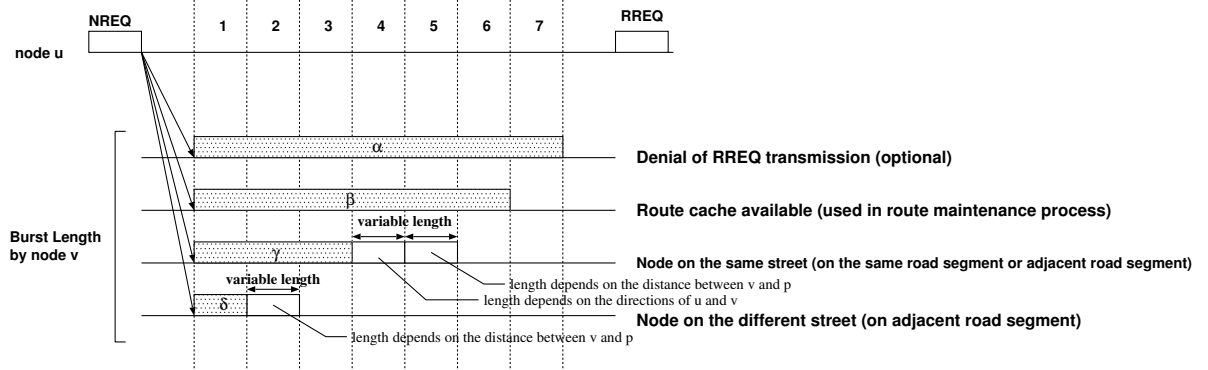 NREQ 1 2 3 4 5 6 7 RREQ
node u
α
Denial of RREQ transmission (optional)
β
Route cache available (used in route maintenance process)
variable length
Burst Length
by node v
γ
Node on the same street (on the same road segment or adjacent road segment)
variable length
length depends on the distance between v and p
length depends on the directions of u and v
δ
Node on the different street (on adjacent road segment)
length depends on the distance between v and p